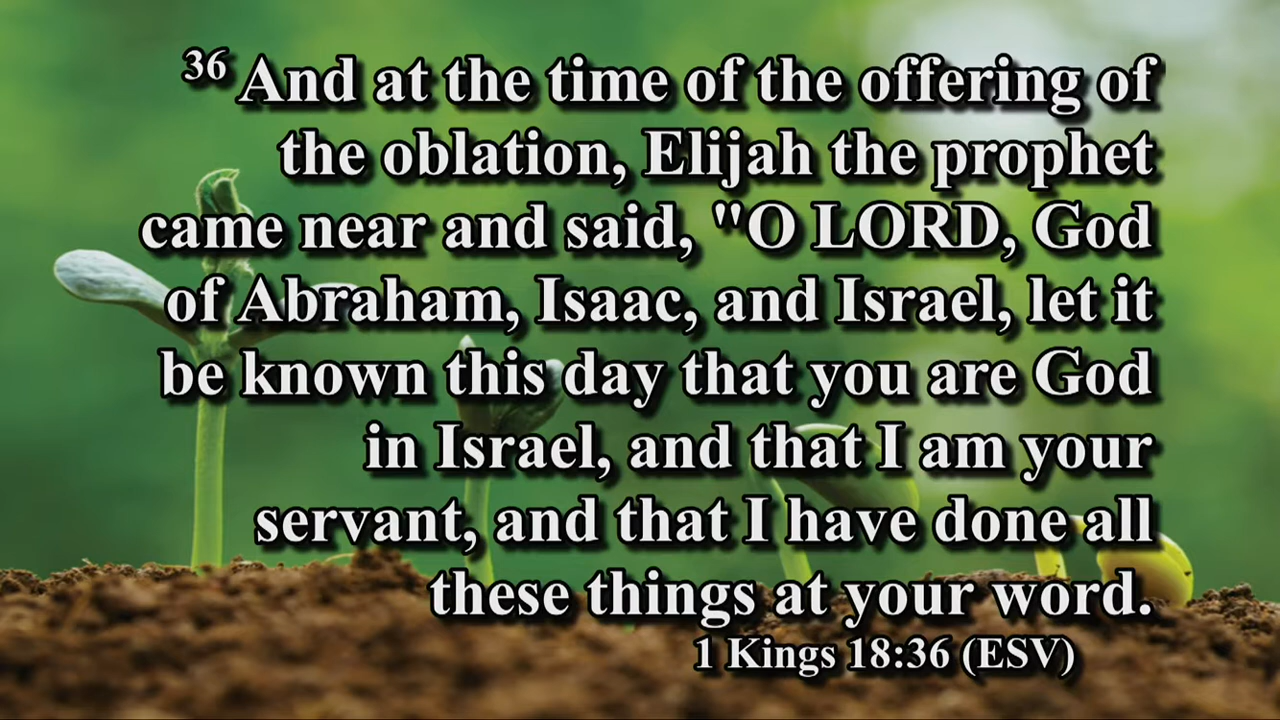 36 And at the time of the offering of
the oblation, Elijah the prophet
came near and said, "O LORD, God
of Abraham, Isaac, and Israel, let it
be known this day that you are God
in Israel, and that I am your
servant, and that I have done all
these things at your word.
1 Kings 18:36 (ESV)